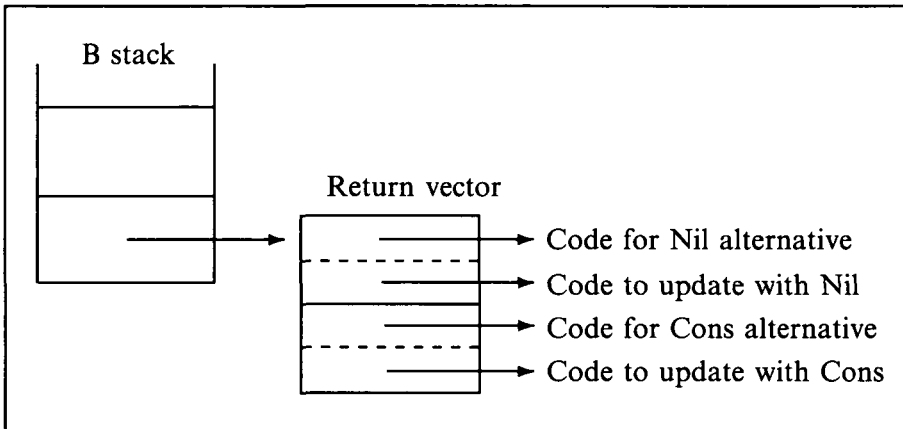 B stack
Return vector
Code for Nil alternative
Code to update with Nil
Code for Cons alternative
Code to update with Cons